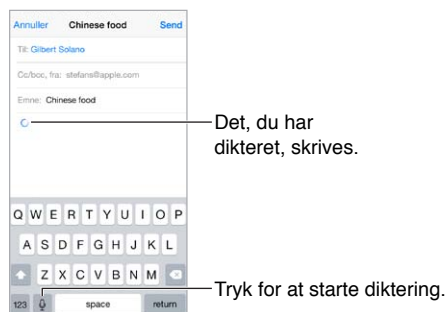 Annuller Chinese food Send
Til: Gilbert Solano
Cc/bcc, fra: stefans@apple.com
Emne: Chinese food
Det, du har
dikteret, skrives.
Q W E R T Y U I O P
A S D F G H J K L
Z X C V B N M
Tryk for at starte diktering.
123 space return